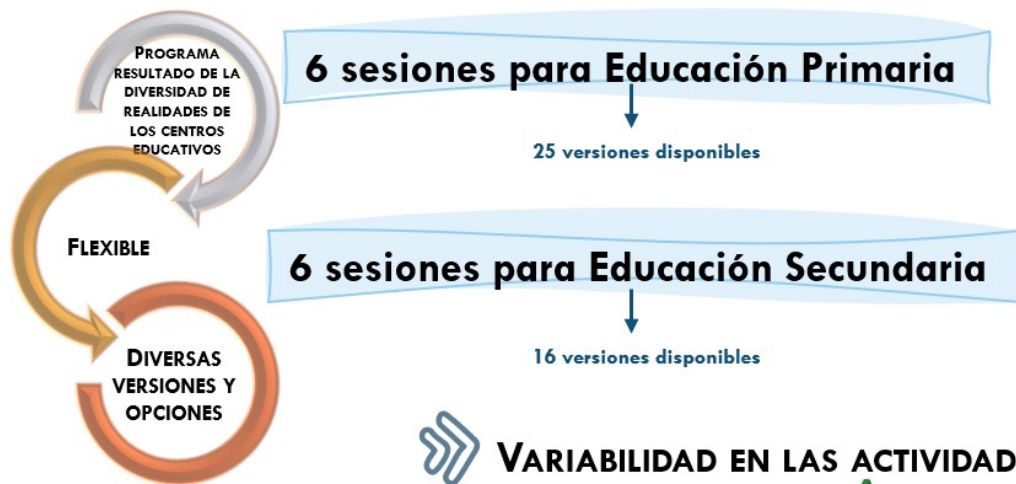 PROGRAMA
RESULTADO DE LA
DIVERSIDAD DE
REALIDADES DE
LOS CENTROS
EDUCATIVOS
6 sesiones para Educación Primaria
25 versiones disponibles
FLEXIBLE
6 sesiones para Educación Secundaria
16 versiones disponibles
DIVERSAS
VERSIONES Y
OPCIONES
VARIABILIDAD EN LAS ACTIVIDAD